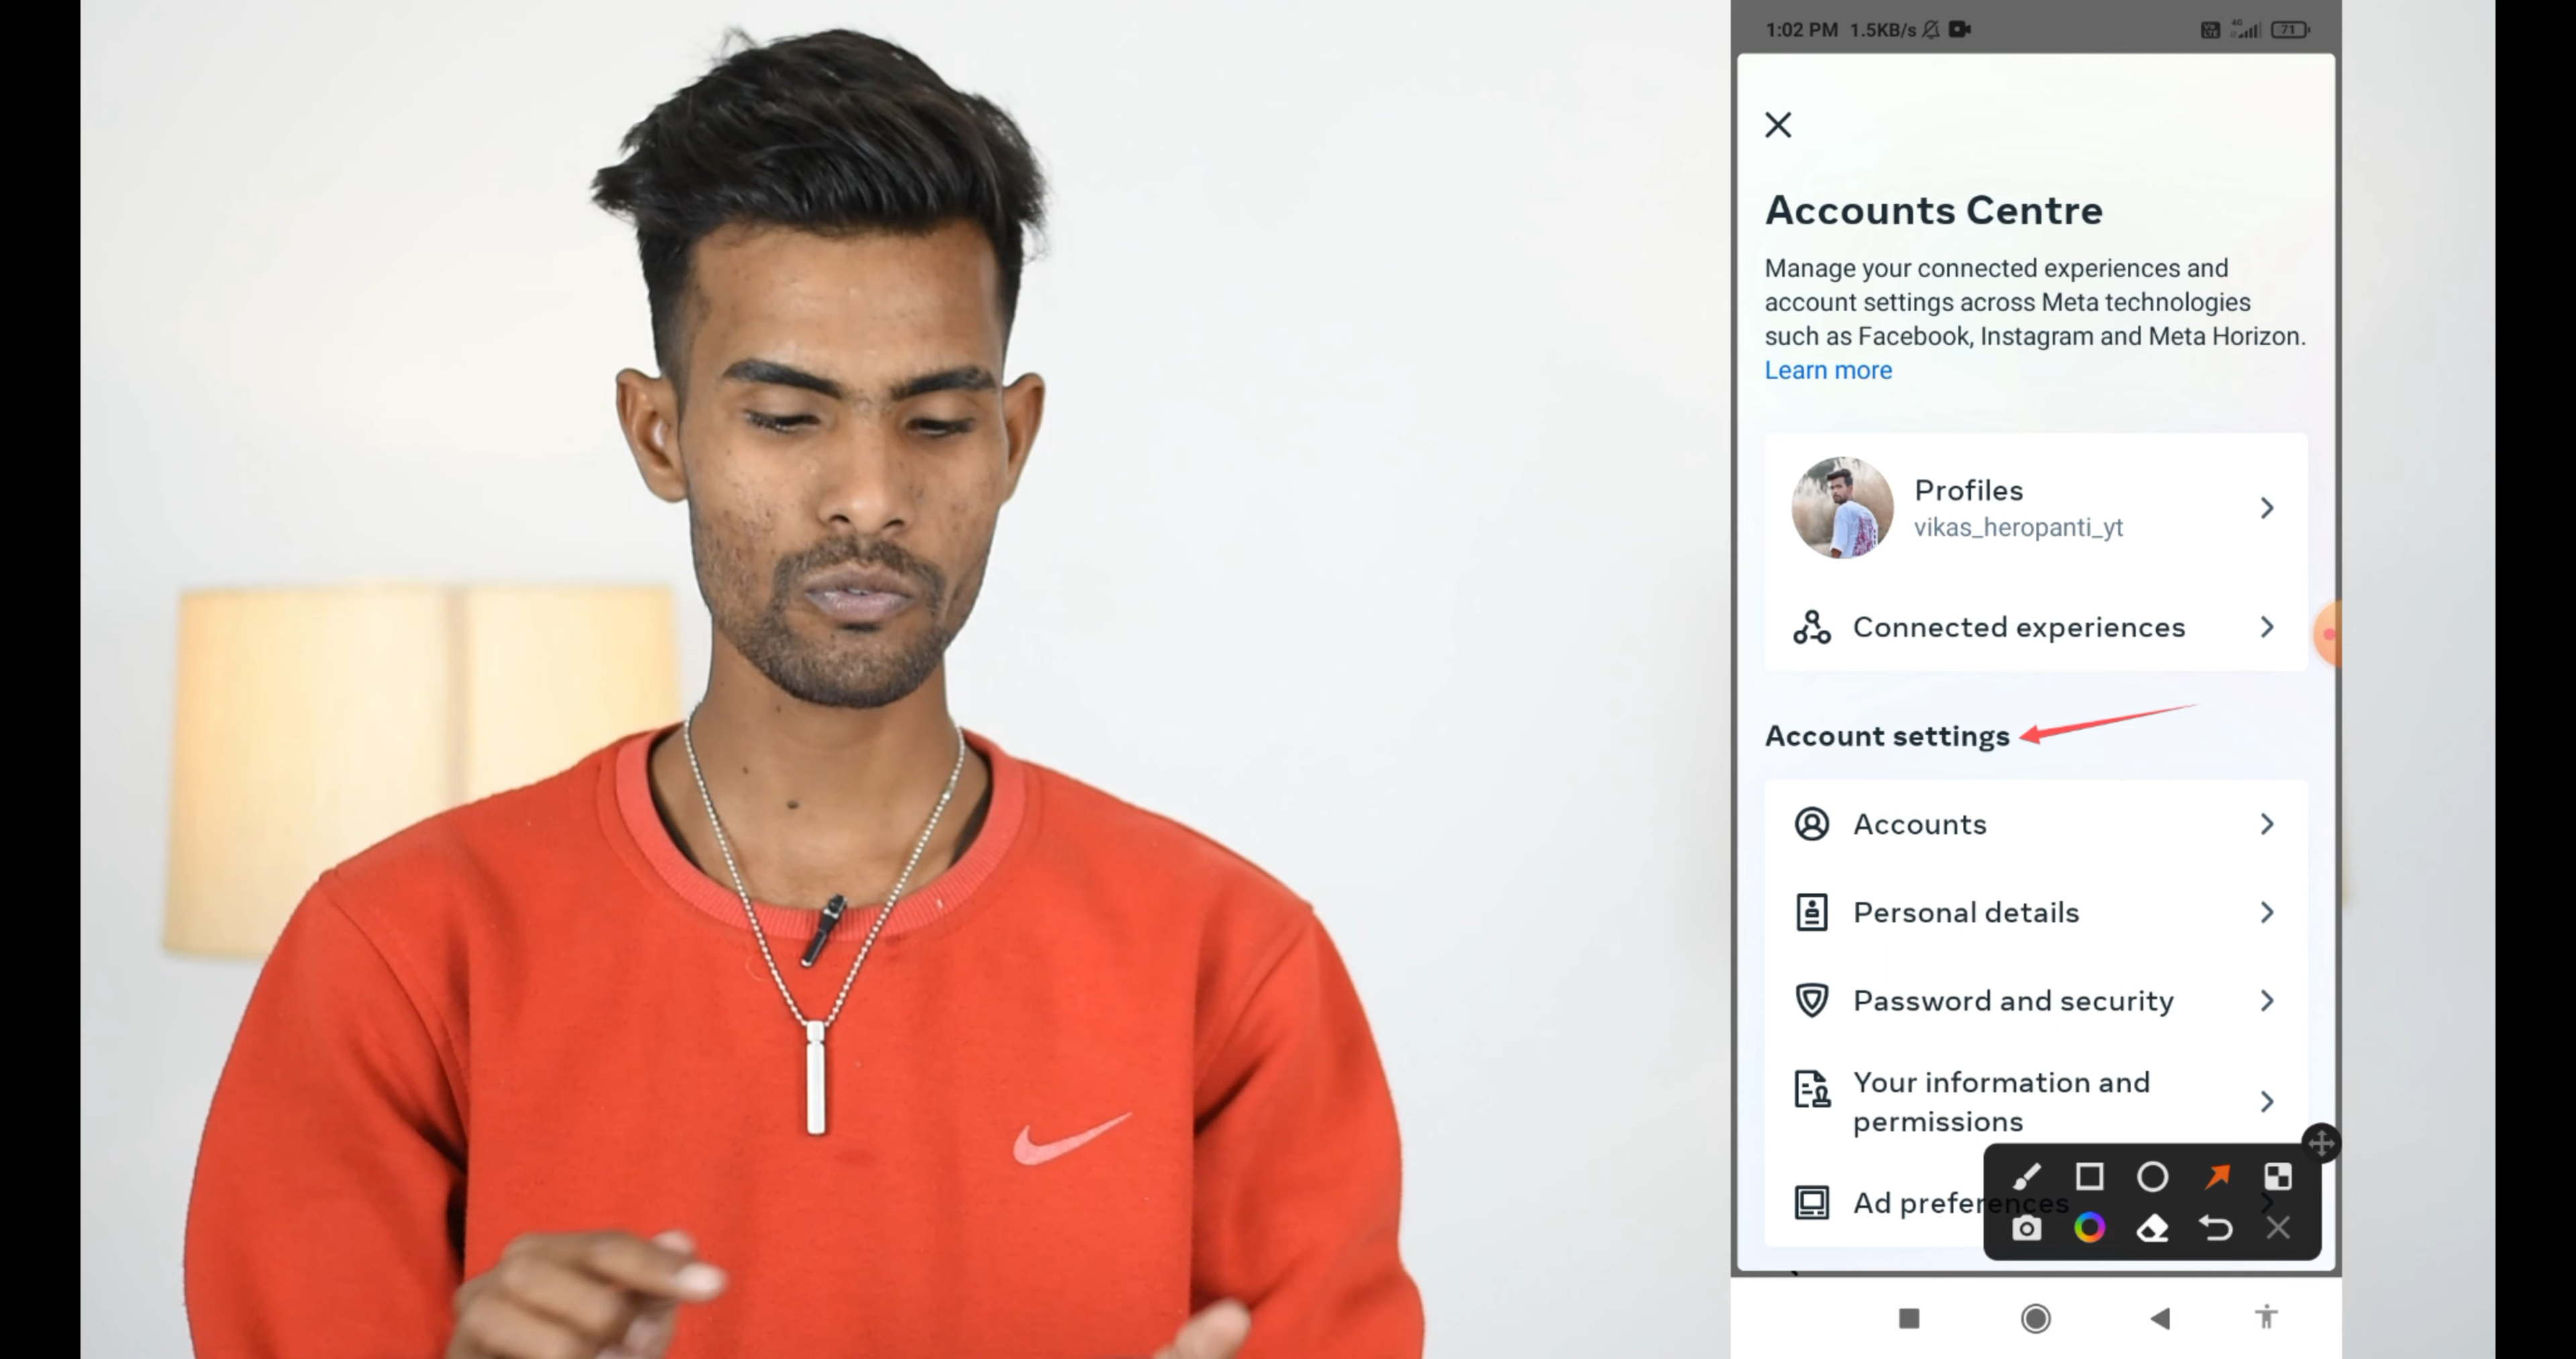 1:02 PM 1.5KB/s
4G
71
Accounts Centre
Manage your connected experiences and
account settings across Meta technologies
such as Facebook, Instagram and Meta Horizon.
Learn more
Profiles
vikas_heropanti_yt
Connected experiences
Account settings
Accounts
Personal details
Password and security
Your information and
permissions
Ad preferences